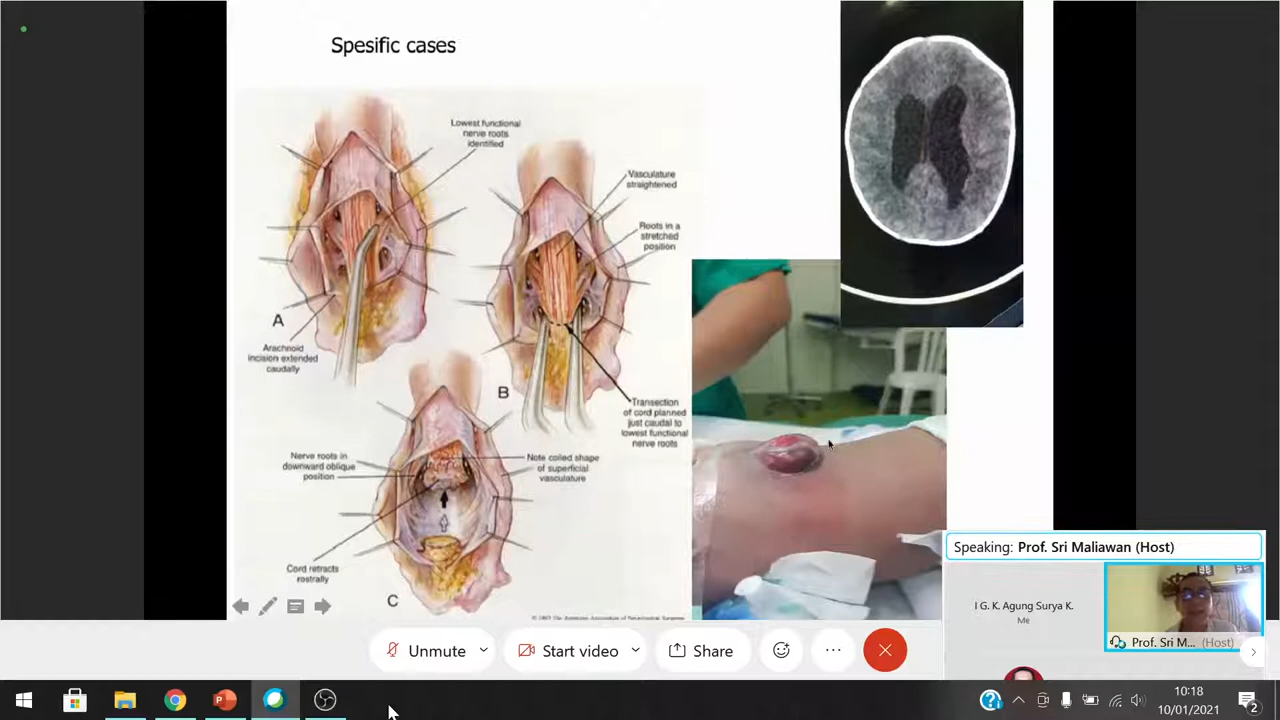 Spesific cases
Lowest functional
nerve roots
identified
Vasculature
straightened
Roots in a
stretched
position
A
Arachnoid
incision extended
caudally
B
Transection
of cord planned
just caudal to
lowest functional
nerve roots
Nerve roots in
downward oblique
position
Note coiled shape
of superficial
vasculature
Cord retracts
rostrally
C
Speaking: Prof. Sri Maliawan (Host)
I G. K. Agung Surya K.
Me
Prof. Sri M... (Host)
Unmute
Start video
Share
10:18
10/01/2021
2